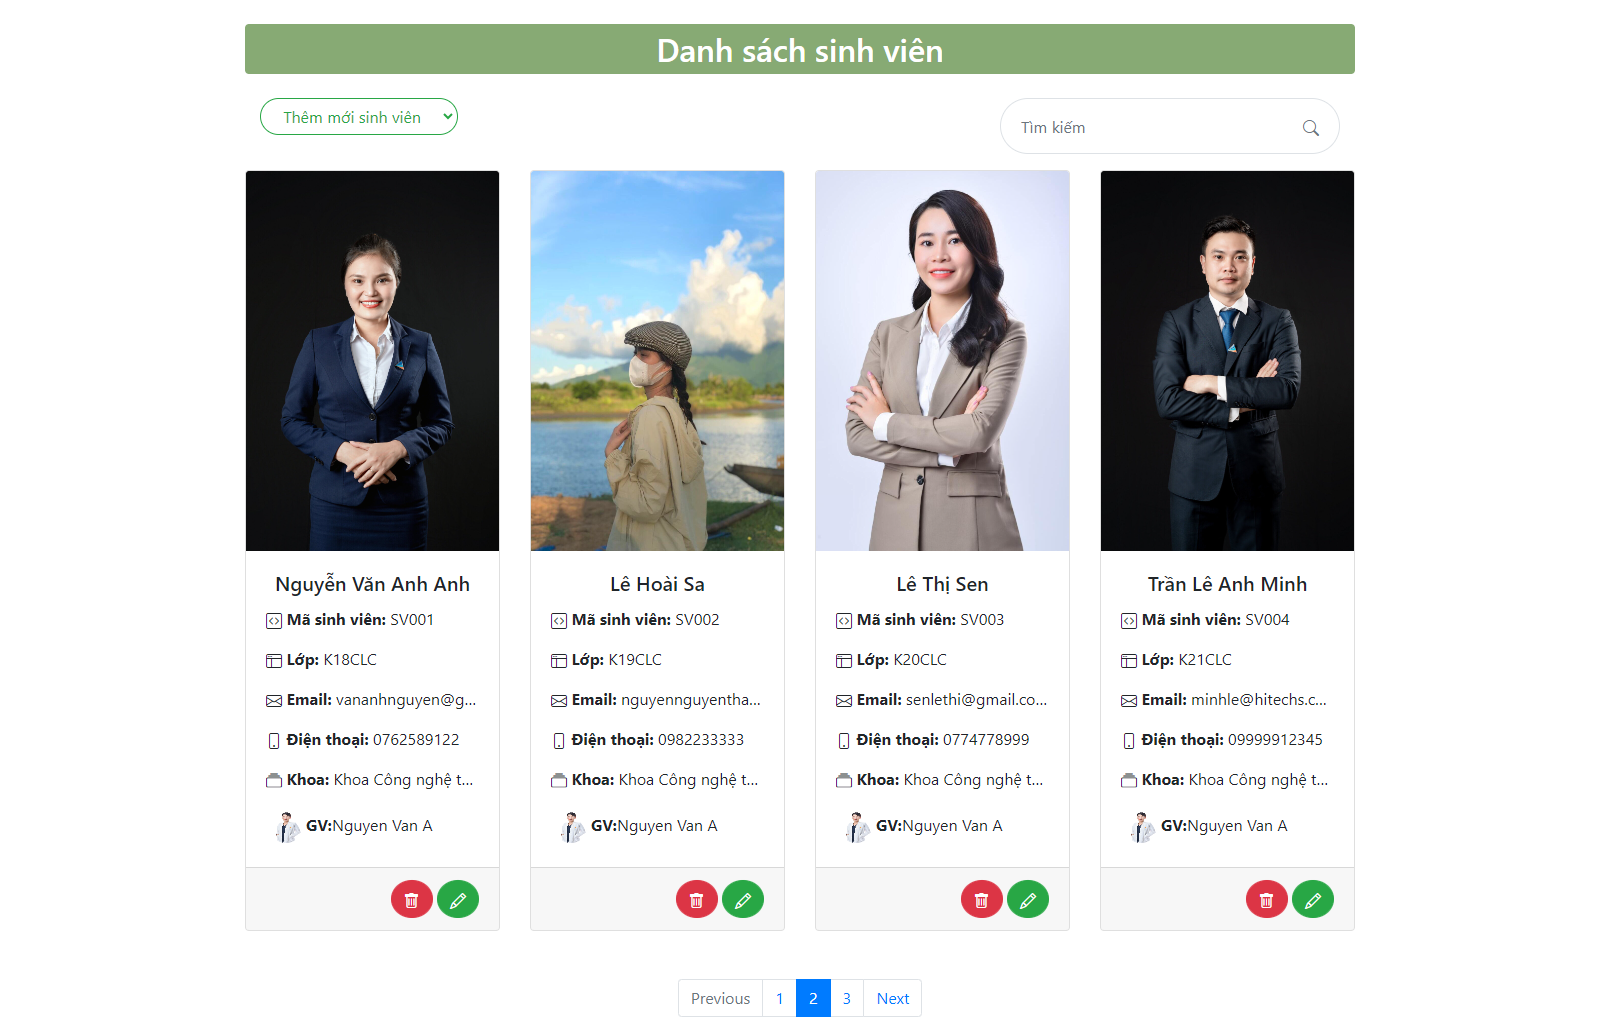 Danh sách sinh viên
Thêm mới sinh viên
Tìm kiếm
Nguyễn Văn Anh Anh
Mã sinh viên: SV001
Lớp: K18CLC
Email: vananhnguyen@g...
Điện thoại: 0762589122
Khoa: Khoa Công nghệ t...
GV:Nguyen Van A
Lê Hoài Sa
Mã sinh viên: SV002
Lớp: K19CLC
Email: nguyennguyentha...
Điện thoại: 0982233333
Khoa: Khoa Công nghệ t...
GV:Nguyen Van A
Lê Thị Sen
Mã sinh viên: SV003
Lớp: K20CLC
Email: senlethi@gmail.co...
Điện thoại: 0774778999
Khoa: Khoa Công nghệ t...
GV:Nguyen Van A
Trần Lê Anh Minh
Mã sinh viên: SV004
Lớp: K21CLC
Email: minhle@hitechs.c...
Điện thoại: 09999912345
Khoa: Khoa Công nghệ t...
GV:Nguyen Van A
Previous 1 2 3 Next